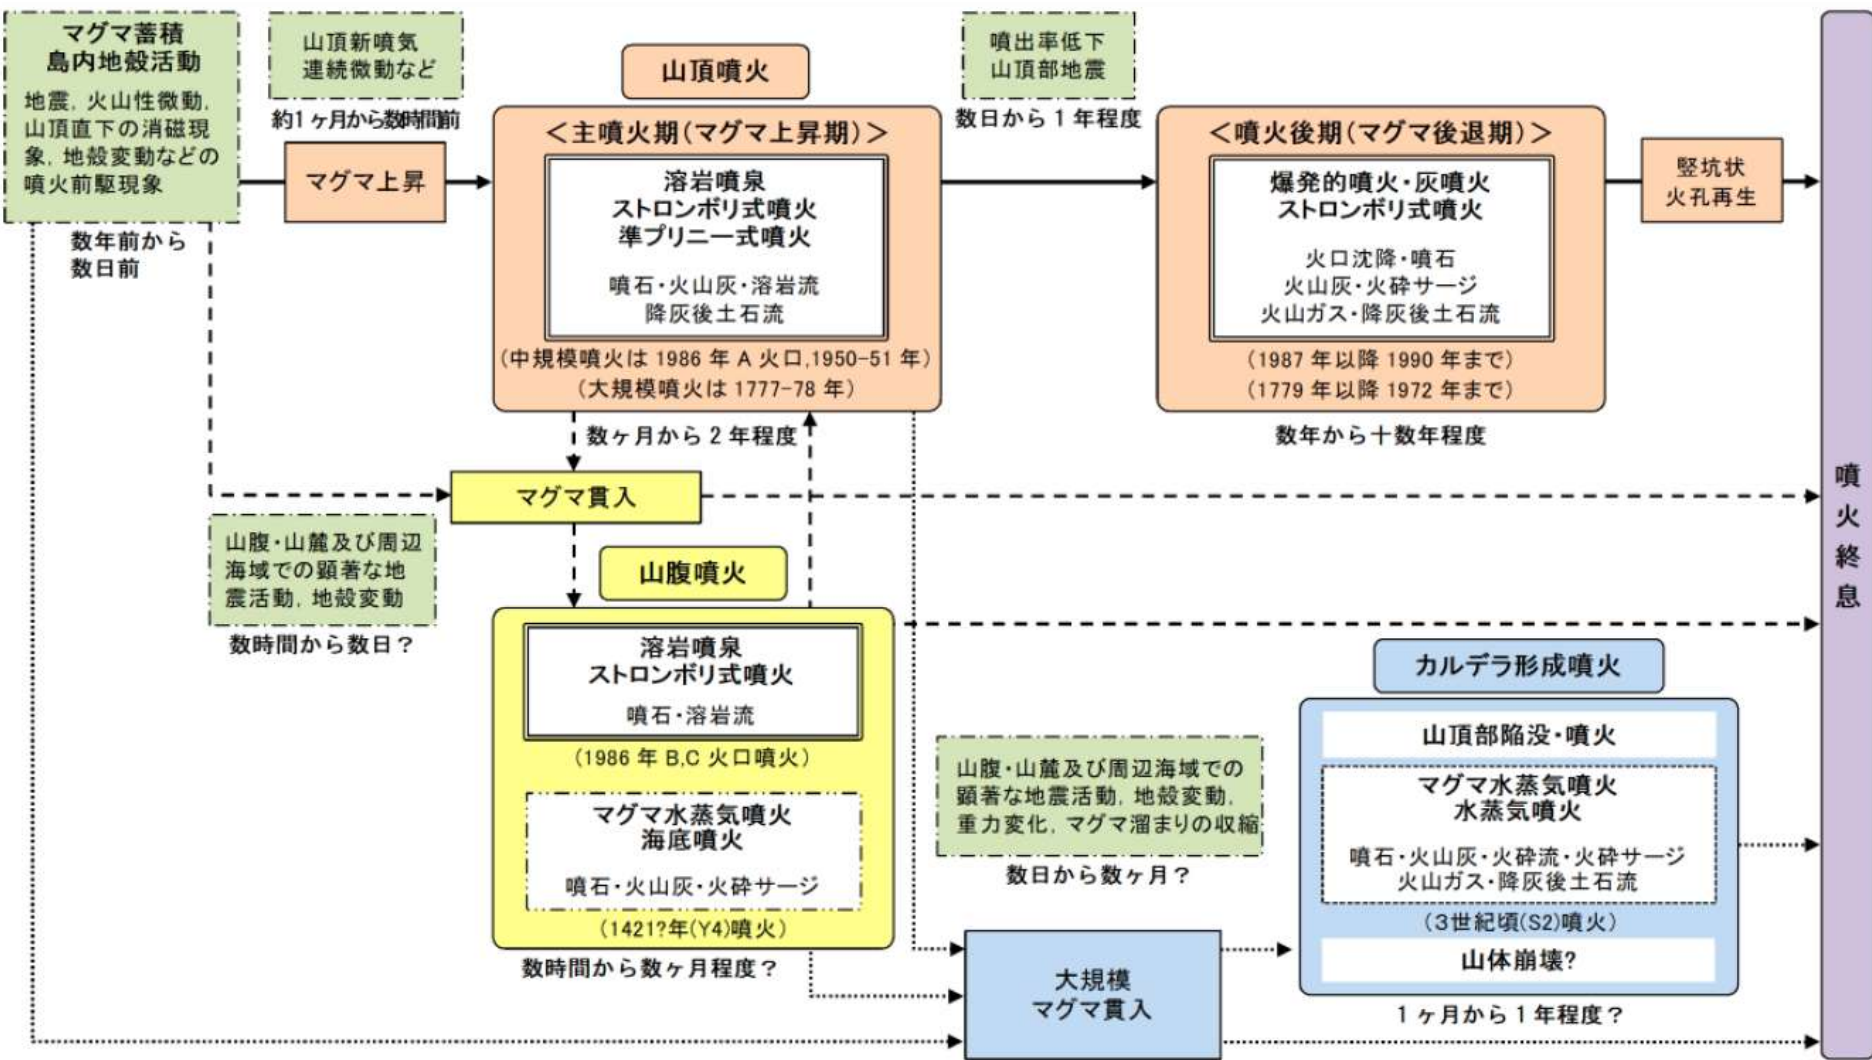 マグマ蓄積
島内地殻活動
地震, 火山性微動,
山頂直下の消磁現
象, 地殻変動などの
噴火前駆現象
数年前から
数日前
山頂新噴気
連続微動など
約1ヶ月から数時間前
マグマ上昇
山頂噴火
＜主噴火期(マグマ上昇期)＞
溶岩噴泉
ストロンボリ式噴火
準プリニー式噴火
噴石・火山灰・溶岩流
降灰後土石流
(中規模噴火は 1986 年 A 火口,1950-51 年)
(大規模噴火は 1777-78 年)
数ヶ月から 2 年程度
噴出率低下
山頂部地震
数日から 1 年程度
＜噴火後期(マグマ後退期)＞
爆発的噴火・灰噴火
ストロンボリ式噴火
火口沈降・噴石
火山灰・火砕サージ
火山ガス・降灰後土石流
(1987 年以降 1990 年まで)
(1779 年以降 1972 年まで)
数年から十数年程度
竪坑状
火孔再生
噴火終息
マグマ貫入
山腹・山麓及び周辺
海域での顕著な地
震活動, 地殻変動
数時間から数日？
山腹噴火
溶岩噴泉
ストロンボリ式噴火
噴石・溶岩流
(1986 年 B,C 火口噴火)
マグマ水蒸気噴火
海底噴火
噴石・火山灰・火砕サージ
(1421?年(Y4)噴火)
数時間から数ヶ月程度？
山腹・山麓及び周辺海域での
顕著な地震活動, 地殻変動,
重力変化, マグマ溜まりの収縮
数日から数ヶ月？
大規模
マグマ貫入
カルデラ形成噴火
山頂部陥没・噴火
マグマ水蒸気噴火
水蒸気噴火
噴石・火山灰・火砕流・火砕サージ
火山ガス・降灰後土石流
(3世紀頃(S2)噴火)
山体崩壊?
1ヶ月から1年程度？